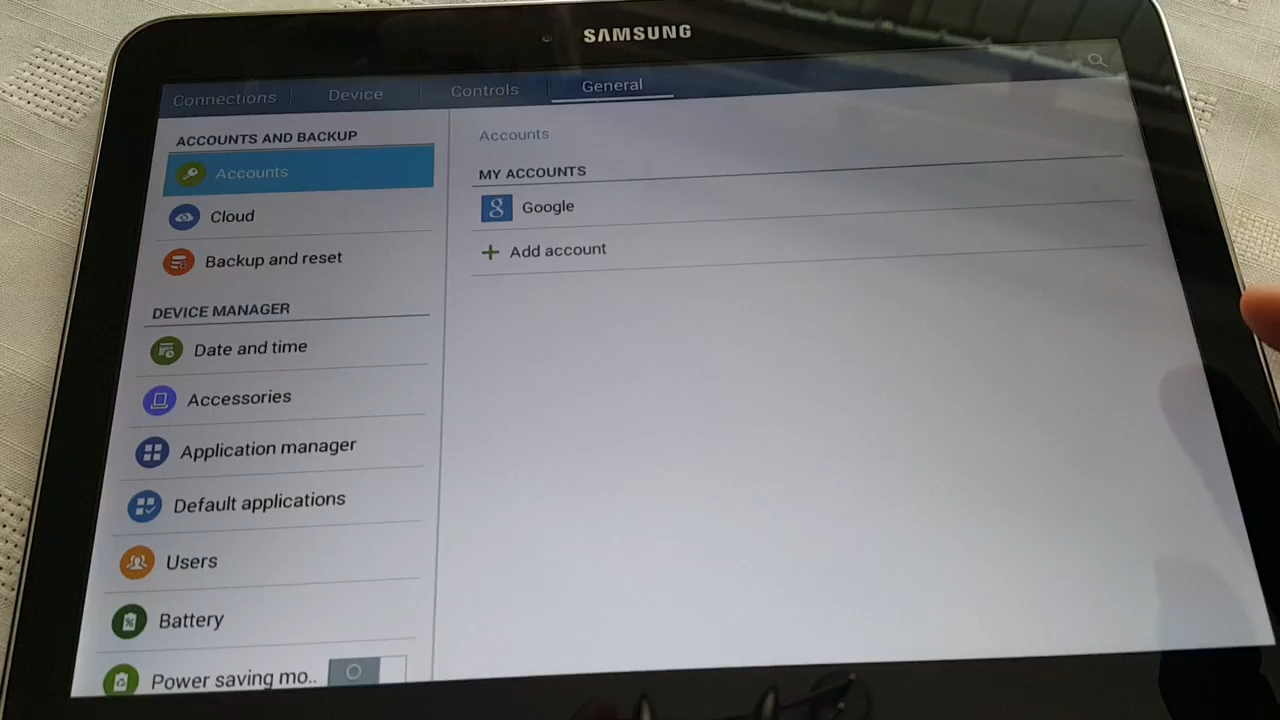 SAMSUNG
Connections
Device
Controls
General
ACCOUNTS AND BACKUP
Accounts
Cloud
Backup and reset
DEVICE MANAGER
Date and time
Accessories
Application manager
Default applications
Users
Battery
Power saving mo..
Accounts
MY ACCOUNTS
Google
Add account